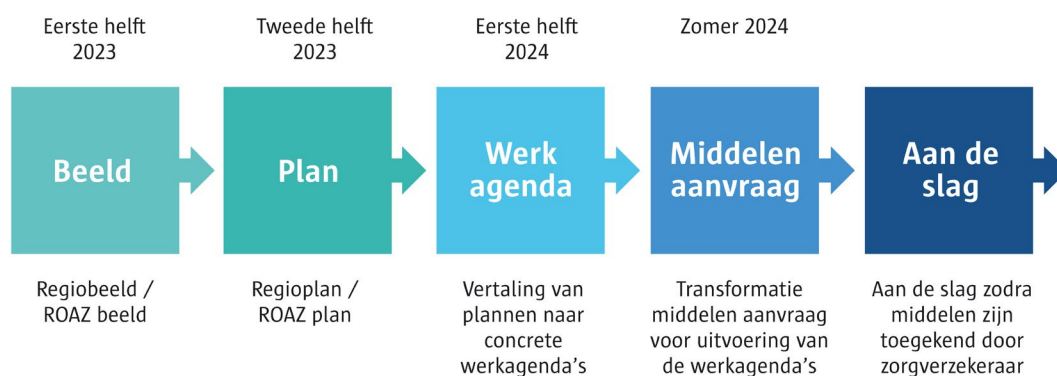 Eerste helft
2023
Tweede helft
2023
Eerste helft
2024
Zomer 2024
Beeld
Plan
Werk
agenda
Middelen
aanvraag
Aan de
slag
Regiobeeld /
ROAZ beeld
Regioplan /
ROAZ plan
Vertaling van
plannen naar
concrete
werkagenda’s
Transformatie
middelen aanvraag
voor uitvoering van
de werkagenda’s
Aan de slag zodra
middelen zijn
toegekend door
zorgverzekeraar